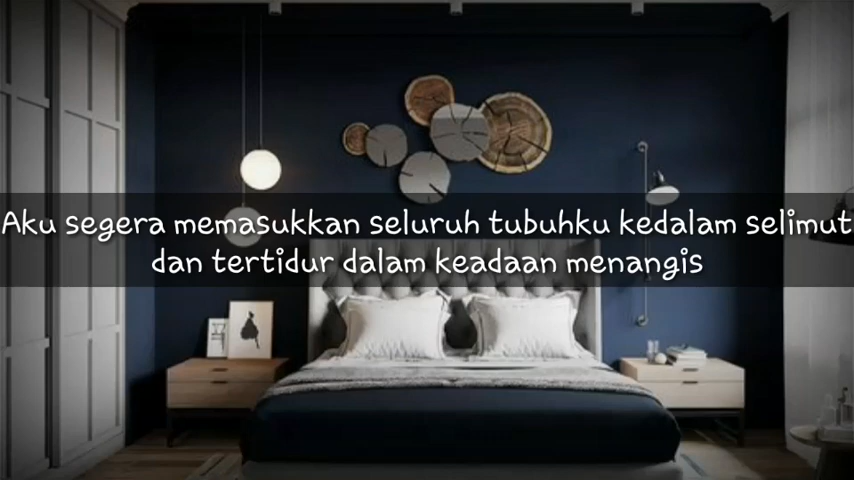 Aku segera memasukkan seluruh tubuhku kedalam selimut
dan tertidur dalam keadaan menangis